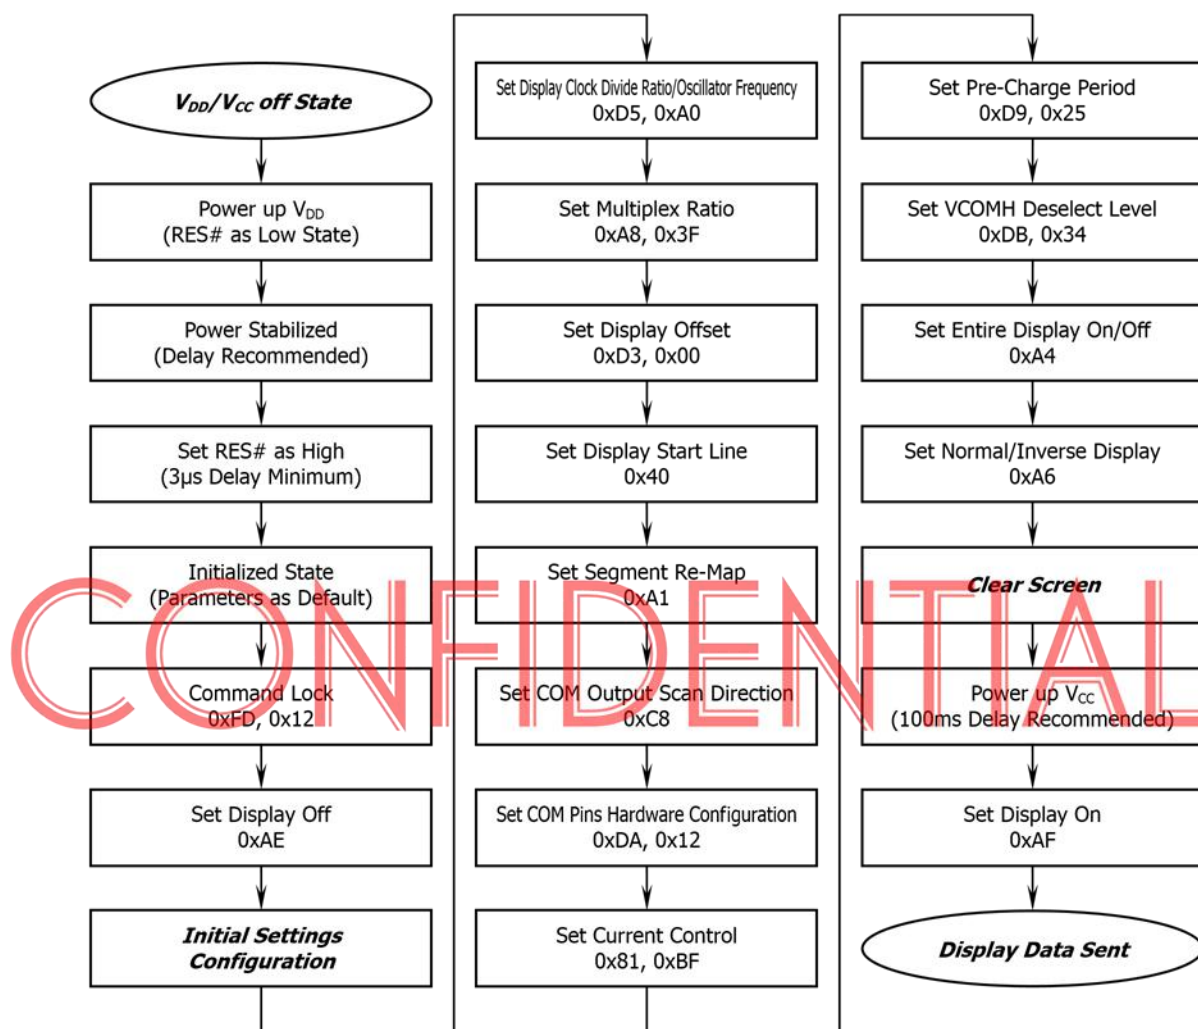 V_DD/V_CC off State
Power up V_DD
(RES# as Low State)
Power Stabilized
(Delay Recommended)
Set RES# as High
(3µs Delay Minimum)
Initialized State
(Parameters as Default)
Command Lock
0xFD, 0x12
Set Display Off
0xAE
Initial Settings
Configuration
Set Display Clock Divide Ratio/Oscillator Frequency
0xD5, 0xA0
Set Multiplex Ratio
0xA8, 0x3F
Set Display Offset
0xD3, 0x00
Set Display Start Line
0x40
Set Segment Re-Map
0xA1
Set COM Output Scan Direction
0xC8
Set COM Pins Hardware Configuration
0xDA, 0x12
Set Current Control
0x81, 0xBF
Set Pre-Charge Period
0xD9, 0x25
Set VCOMH Deselect Level
0xDB, 0x34
Set Entire Display On/Off
0xA4
Set Normal/Inverse Display
0xA6
Clear Screen
Power up V_CC
(100ms Delay Recommended)
Set Display On
0xAF
Display Data Sent
CONFIDENTIAL